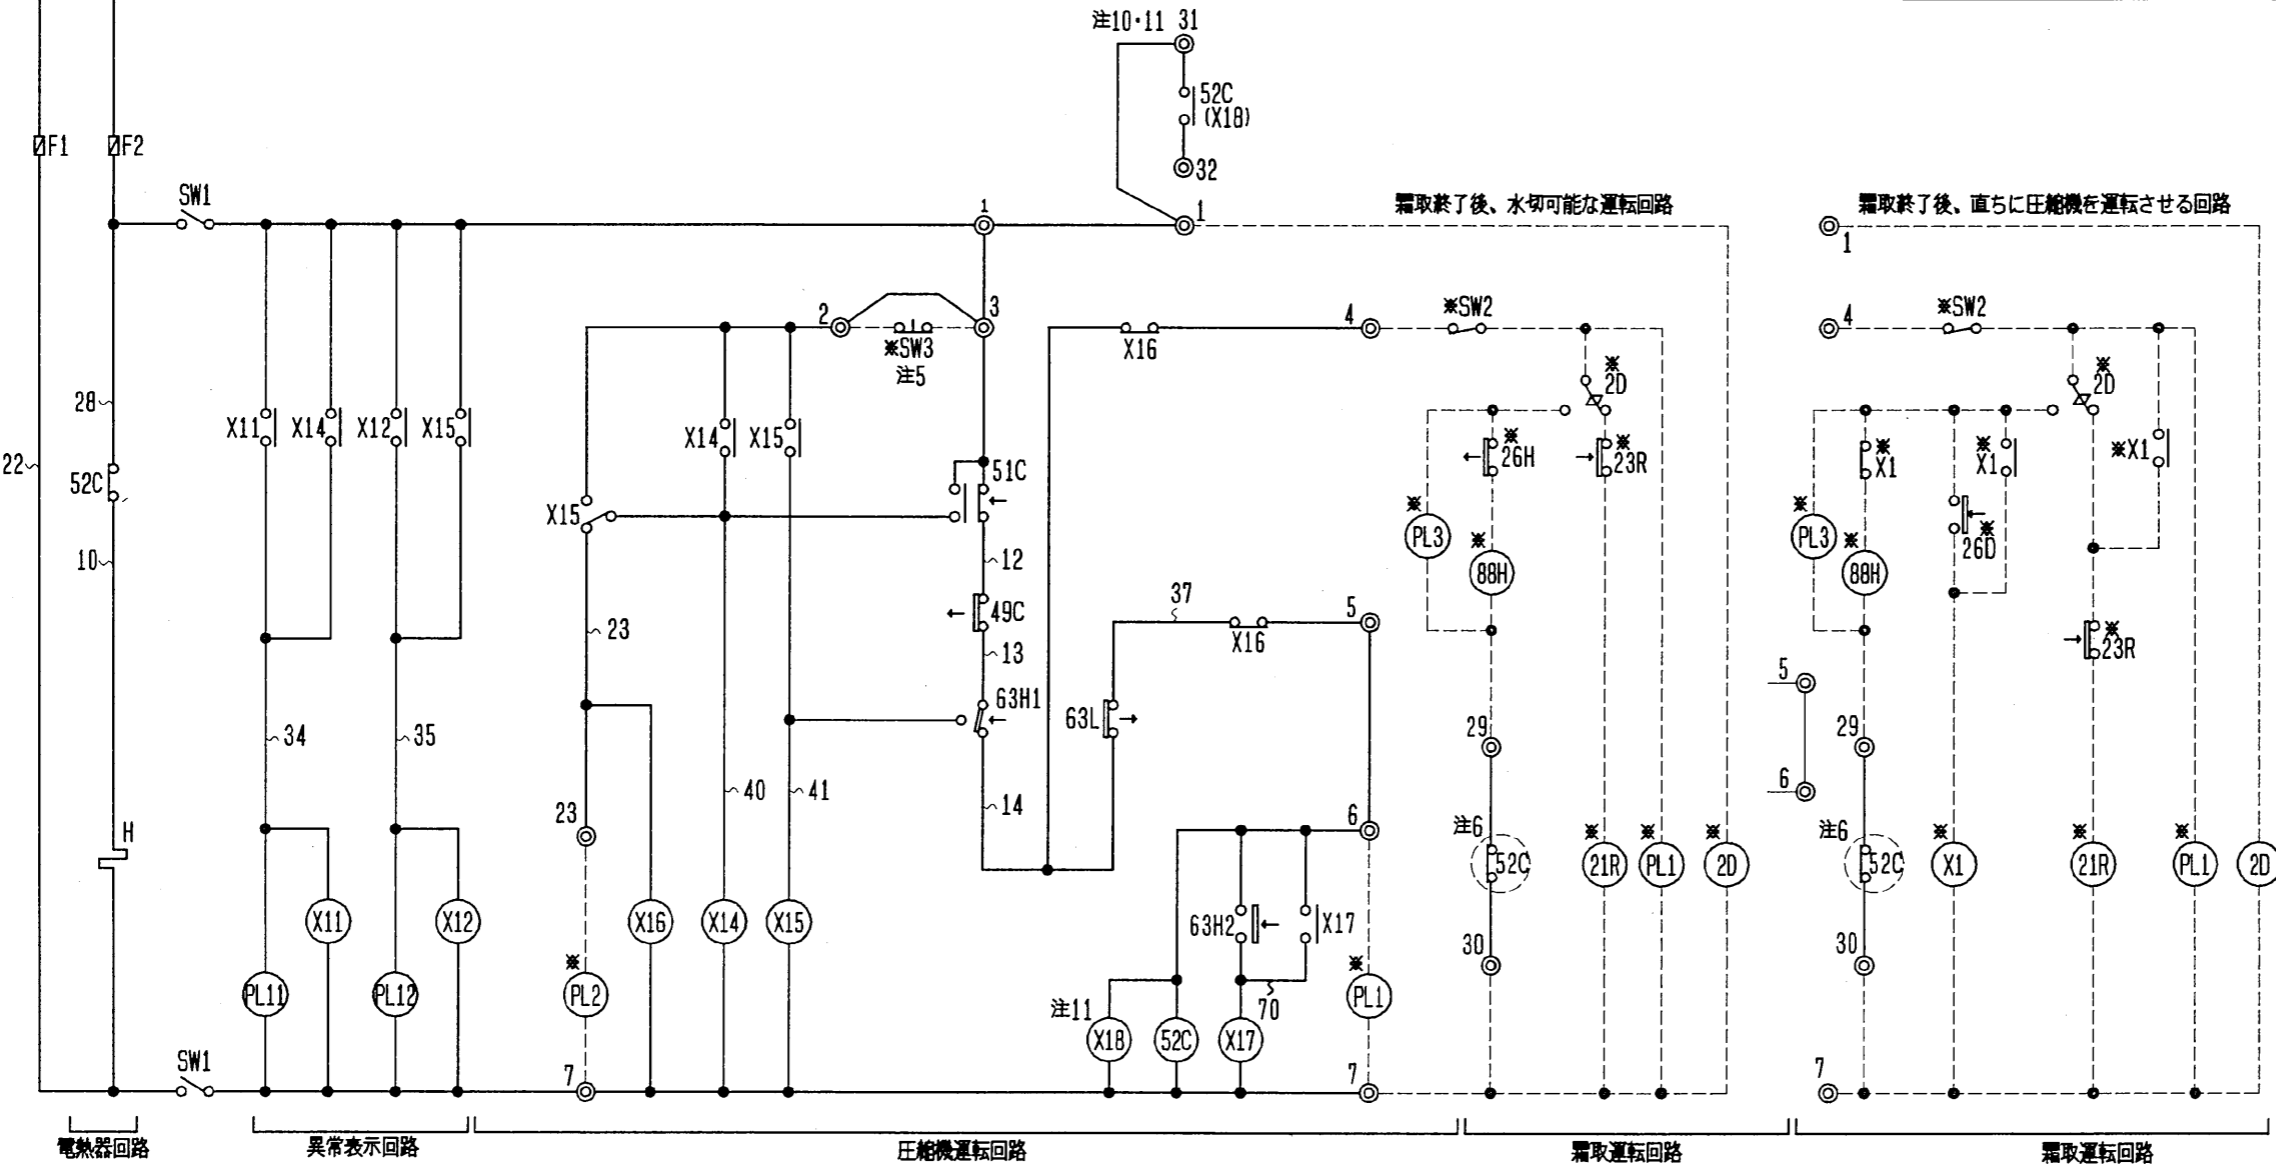 注10・11 31
52C
(X18)
32
F1
F2
SW1
1
1
霜取終了後、水切可能な運転回路
霜取終了後、直ちに圧縮機を運転させる回路
1
2
3
※SW3
注5
X16
4
※SW2
4
※SW2
※
2D
※
2D
28
22
52C
10
X11
X14
X12
X15
X14
X15
51C
X15
12
49C
13
63H1
14
23
※
26H
※
23R
※
PL3
※
88H
※
X1
※
X1
※X1
※
26D
※
PL3
※
88H
※
23R
37
X16
5
63L
6
34
35
40
41
29
5
6
29
H
23
注6
52C
30
※
21R
※
PL1
※
2D
注6
52C
30
※
X1
※
21R
※
PL1
※
2D
X11
X12
X16
X14
X15
63H2
X17
70
PL11
PL12
※
PL2
※
PL1
注11
X18
52C
X17
SW1
7
7
7
電熱器回路
異常表示回路
圧縮機運転回路
霜取運転回路
霜取運転回路